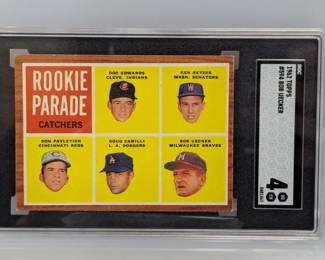 ROOKIE
PARADE
CATCHERS
DOC EDWARDS
CLEVE. INDIANS
KEN RETZER
WASH. SENATORS
DON PAVLETICH
CINCINNATI REDS
DOUG CAMILLI
L. A. DODGERS
BOB UECKER
MILWAUKEE BRAVES
SGC
1962 TOPPS
#594 BOB UECKER
4